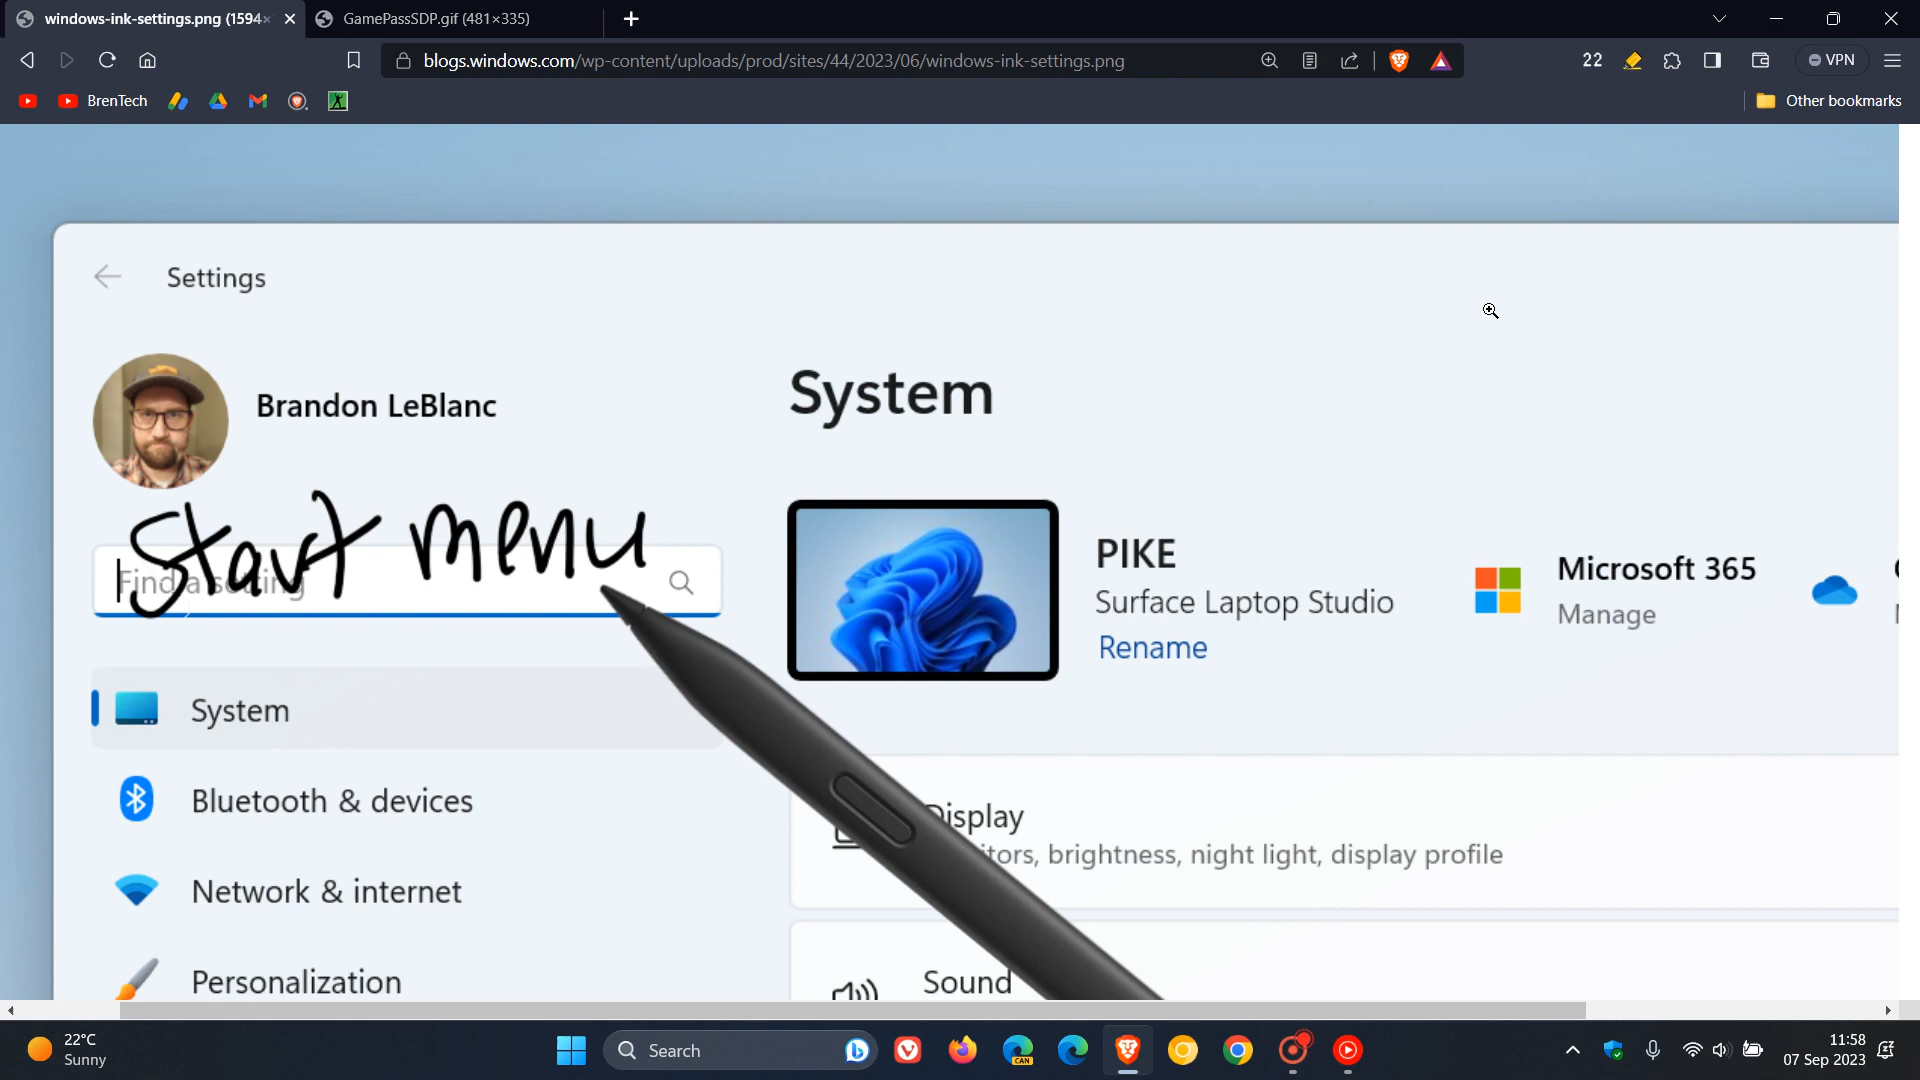 windows-ink-settings.png (1594×
GamePassSDP.gif (481×335)
blogs.windows.com/wp-content/uploads/prod/sites/44/2023/06/windows-ink-settings.png
22
VPN
BrenTech
Other bookmarks
Settings
Brandon LeBlanc
Start menu
Find a setting
System
Bluetooth & devices
Network & internet
Personalization
System
PIKE
Surface Laptop Studio
Rename
Microsoft 365
Manage
Display
itors, brightness, night light, display profile
Sound
22°C
Sunny
Search
CAN
11:58
07 Sep 2023